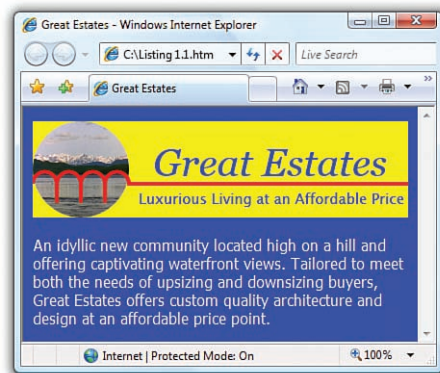 Great Estates - Windows Internet Explorer
C:\Listing 1.1.htm
Live Search
Great Estates
Great Estates
Luxurious Living at an Affordable Price
An idyllic new community located high on a hill and
offering captivating waterfront views. Tailored to meet
both the needs of upsizing and downsizing buyers,
Great Estates offers custom quality architecture and
design at an affordable price point.
Internet | Protected Mode: On
100%